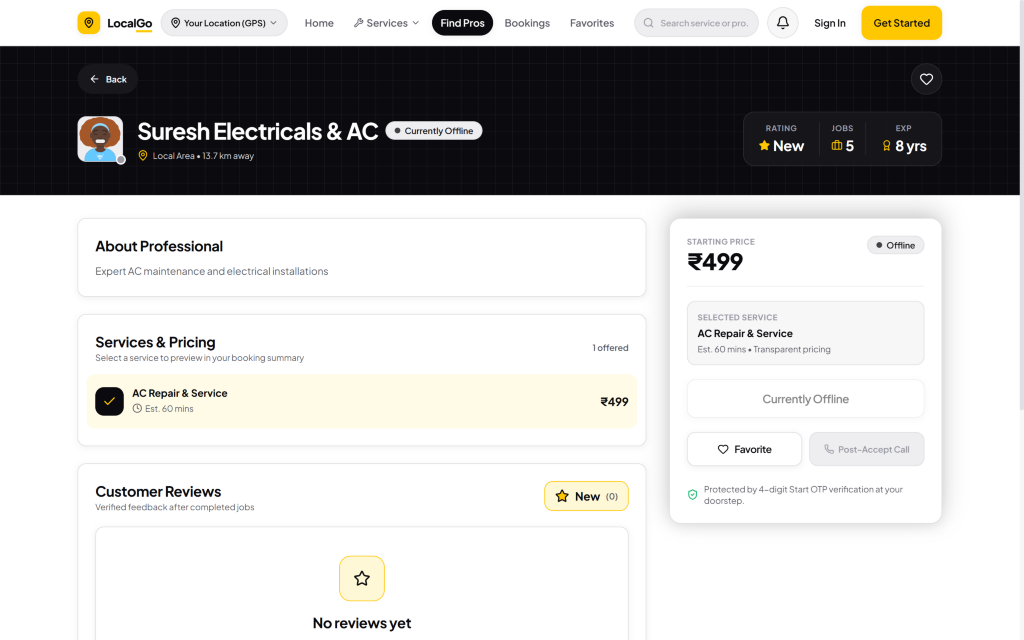 LocalGo
Your Location (GPS)
Home
Services
Find Pros
Bookings
Favorites
Search service or pro.
Sign In
Get Started
Back
Suresh Electricals & AC
Currently Offline
Local Area • 13.7 km away
RATING
New
JOBS
5
EXP
8 yrs
About Professional
Expert AC maintenance and electrical installations
Services & Pricing
Select a service to preview in your booking summary
1 offered
AC Repair & Service
Est. 60 mins
₹499
Customer Reviews
Verified feedback after completed jobs
New (0)
No reviews yet
STARTING PRICE
₹499
Offline
SELECTED SERVICE
AC Repair & Service
Est. 60 mins • Transparent pricing
Currently Offline
Favorite
Post-Accept Call
Protected by 4-digit Start OTP verification at your
doorstep.